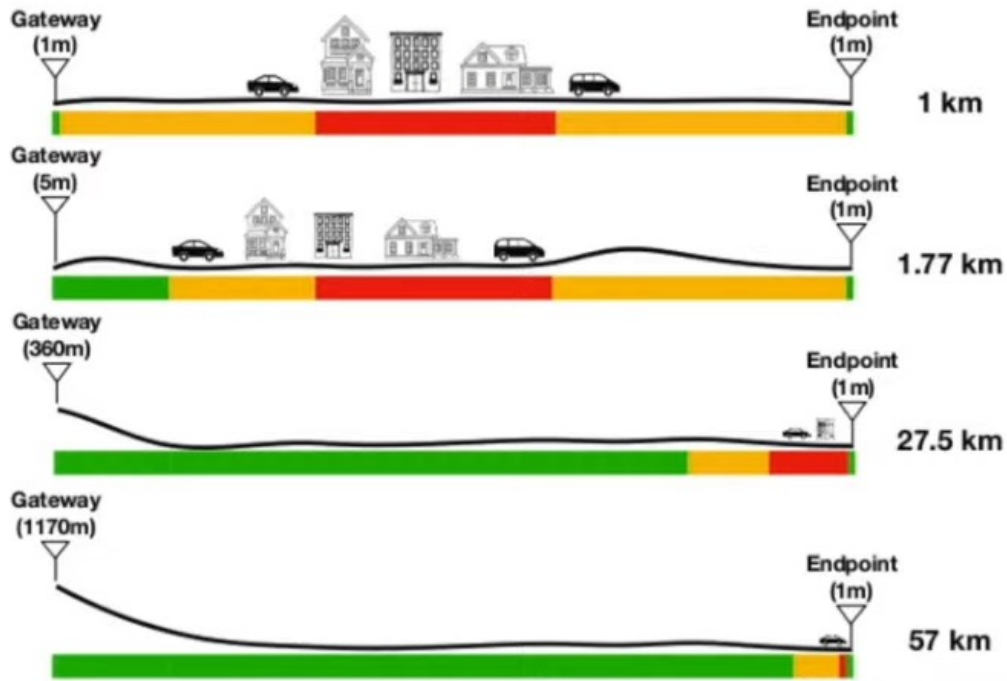 Gateway
(1m)
Endpoint
(1m)
1 km
Gateway
(5m)
Endpoint
(1m)
1.77 km
Gateway
(360m)
Endpoint
(1m)
27.5 km
Gateway
(1170m)
Endpoint
(1m)
57 km